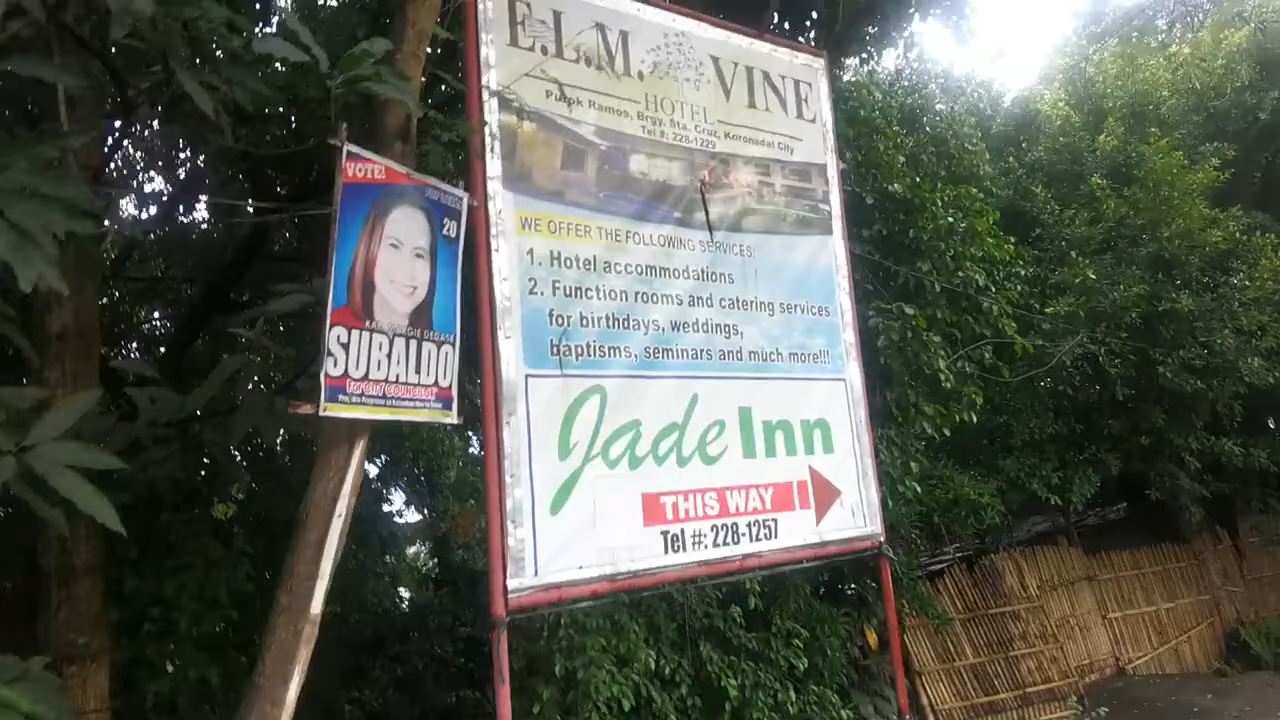 VOTE!
20
SUBALDO
For CITY COUNCILOR
E.L.M. VINE
HOTEL
Purok Ramos, Brgy. Sta. Cruz, Koronadal City
Tel #: 228-1229
WE OFFER THE FOLLOWING SERVICES:
1. Hotel accommodations
2. Function rooms and catering services
for birthdays, weddings,
baptisms, seminars and much more!!!
Jade Inn
THIS WAY
Tel #: 228-1257